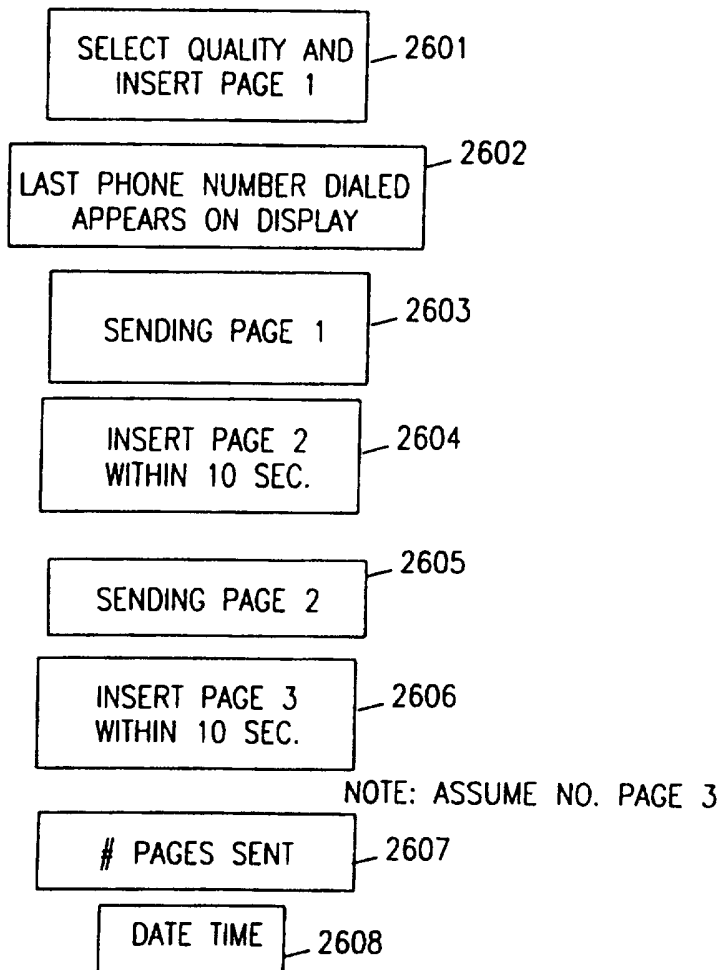 SELECT QUALITY AND
INSERT PAGE 1
2601
LAST PHONE NUMBER DIALED
APPEARS ON DISPLAY
2602
SENDING PAGE 1
2603
INSERT PAGE 2
WITHIN 10 SEC.
2604
SENDING PAGE 2
2605
INSERT PAGE 3
WITHIN 10 SEC.
2606
NOTE: ASSUME NO. PAGE 3
# PAGES SENT
2607
DATE TIME
2608